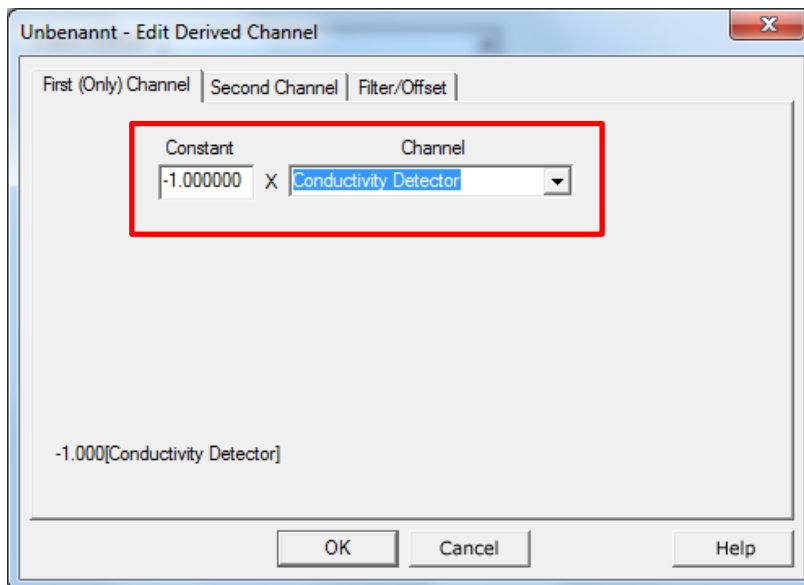 Unbenannt - Edit Derived Channel
First (Only) Channel Second Channel Filter/Offset
Constant Channel
-1.000000 X Conductivity Detector
-1.000[Conductivity Detector]
OK Cancel Help